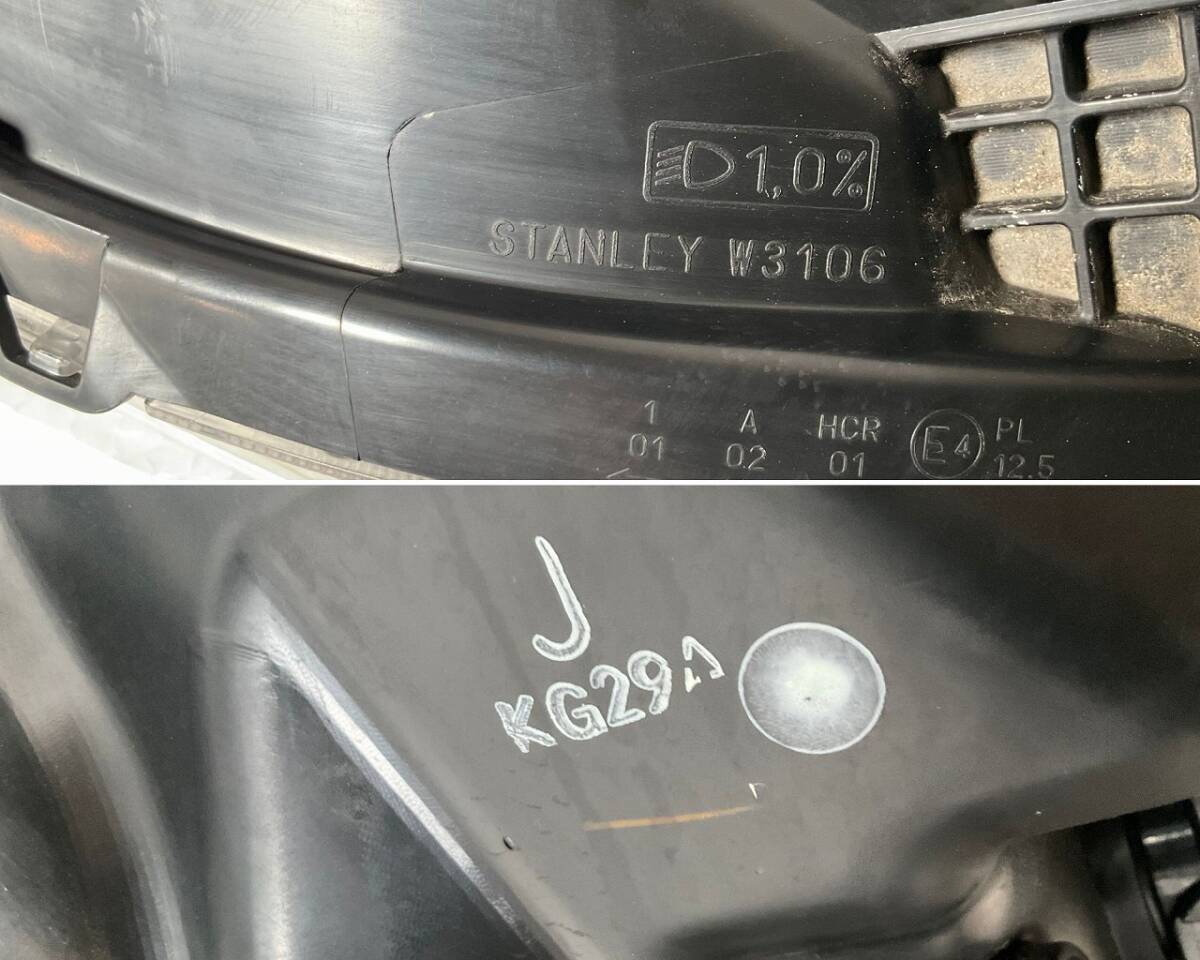 1,0%
STANLEY W3106
1 A HCR E4 PL
01 02 01 12.5
J
KG29